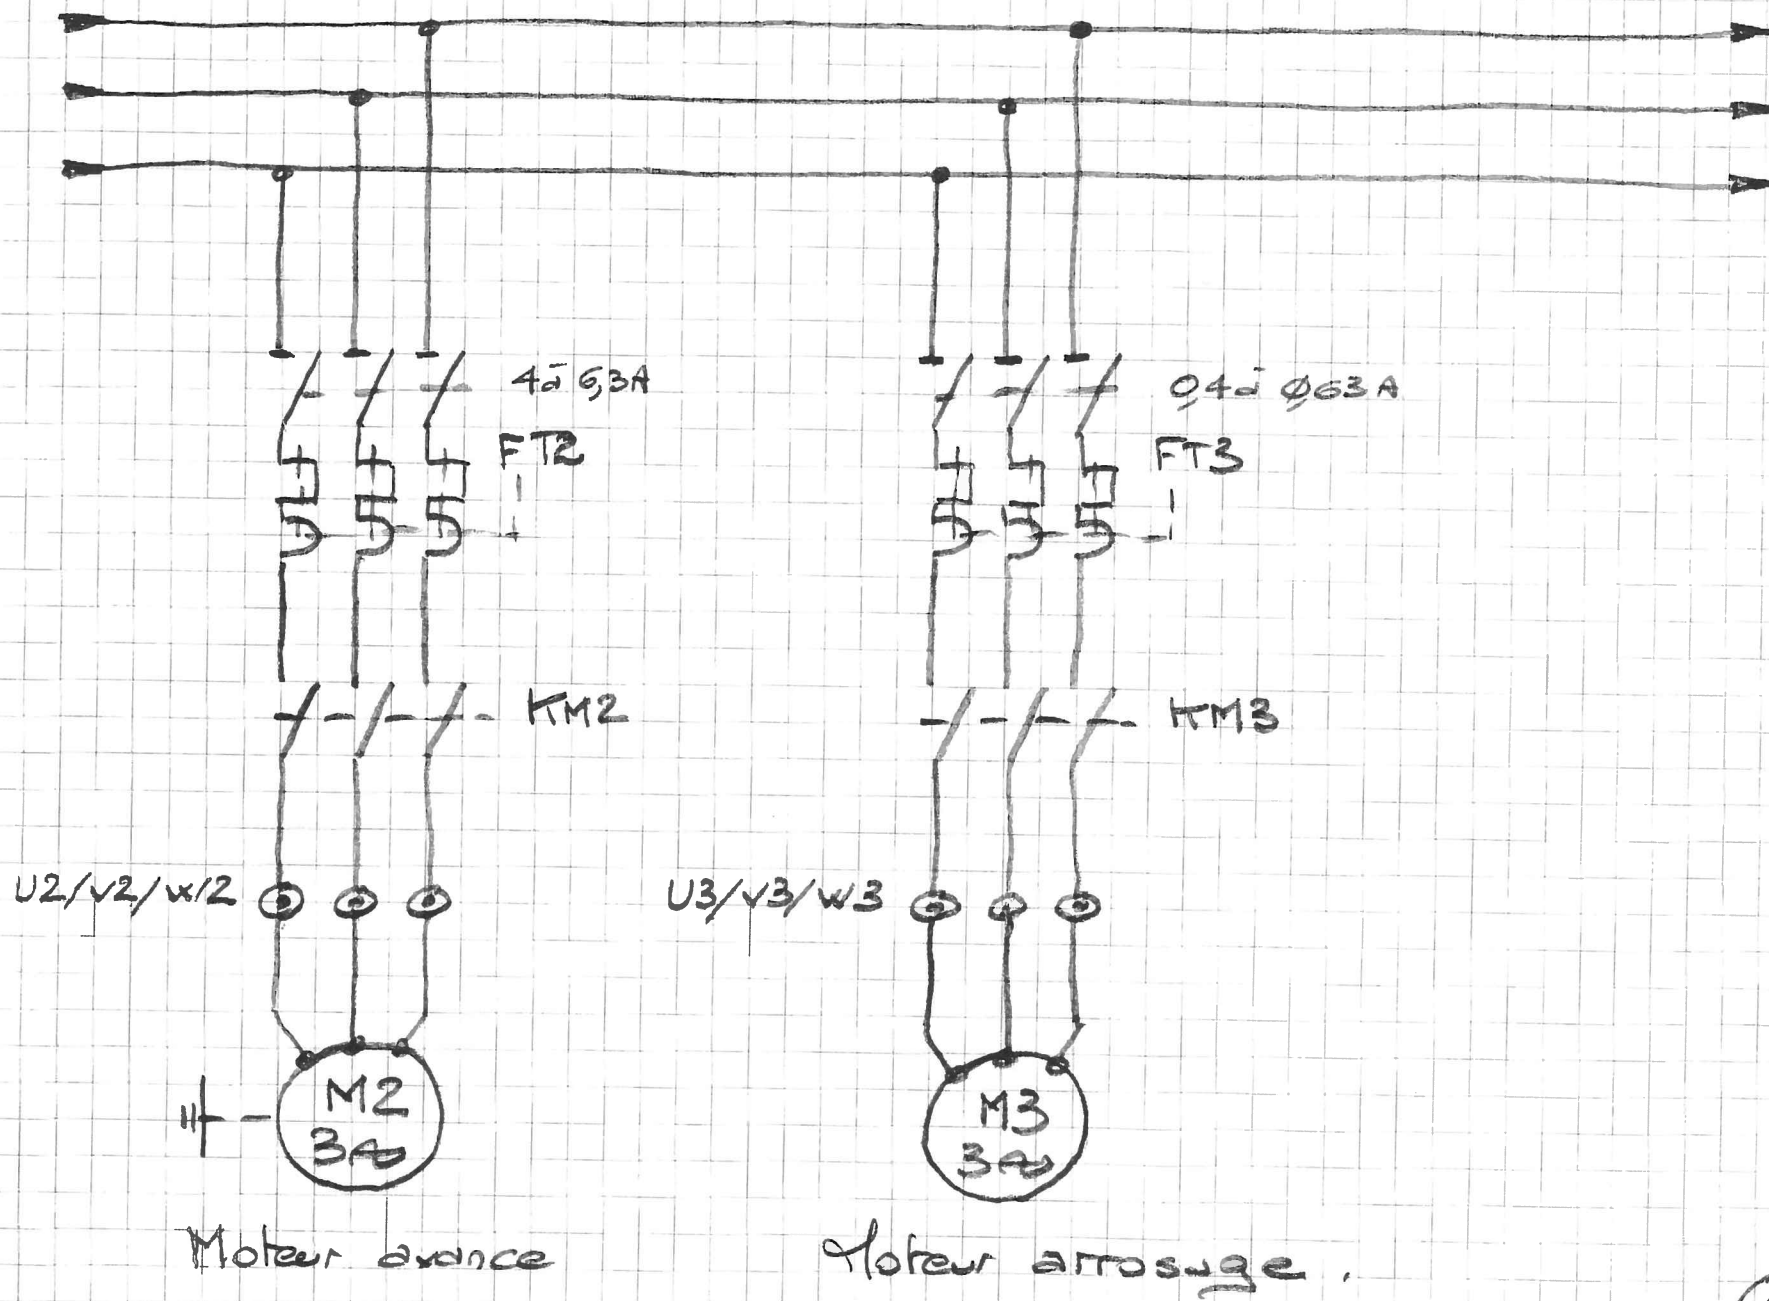 4 à 6,3A
0,4 à 0,63A
FT2
FT3
KM2
KM3
U2/V2/W2
U3/V3/W3
M2
3~
M3
3~
Moteur avance
Moteur arrosage.